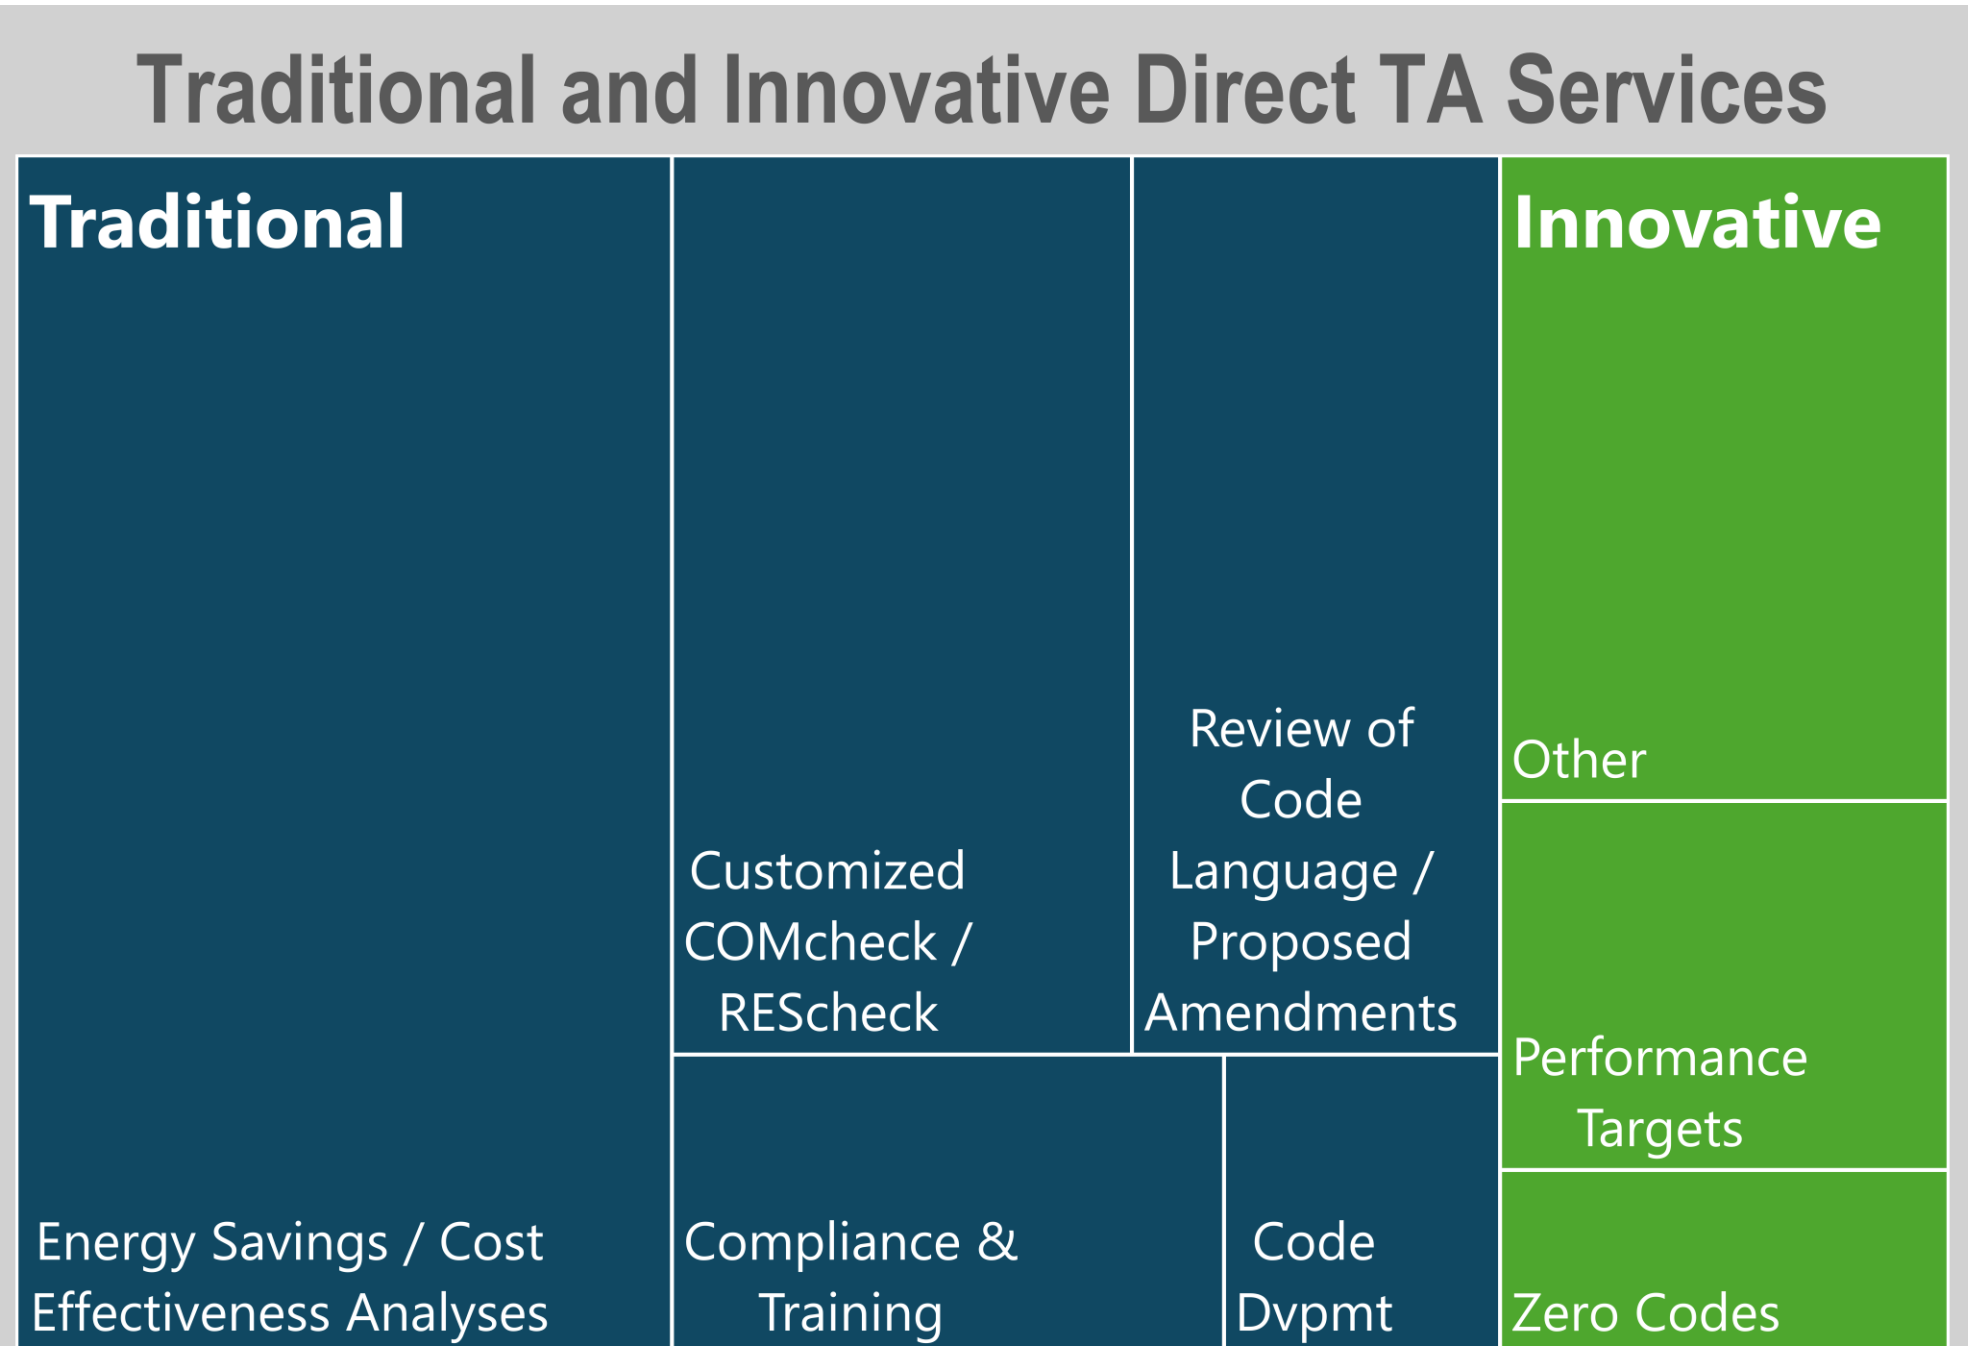 Traditional and Innovative Direct TA Services
Traditional
Energy Savings / Cost
Effectiveness Analyses
Customized
COMcheck /
REScheck
Review of
Code
Language /
Proposed
Amendments
Compliance &
Training
Code
Dvpmt
Innovative
Other
Performance
Targets
Zero Codes